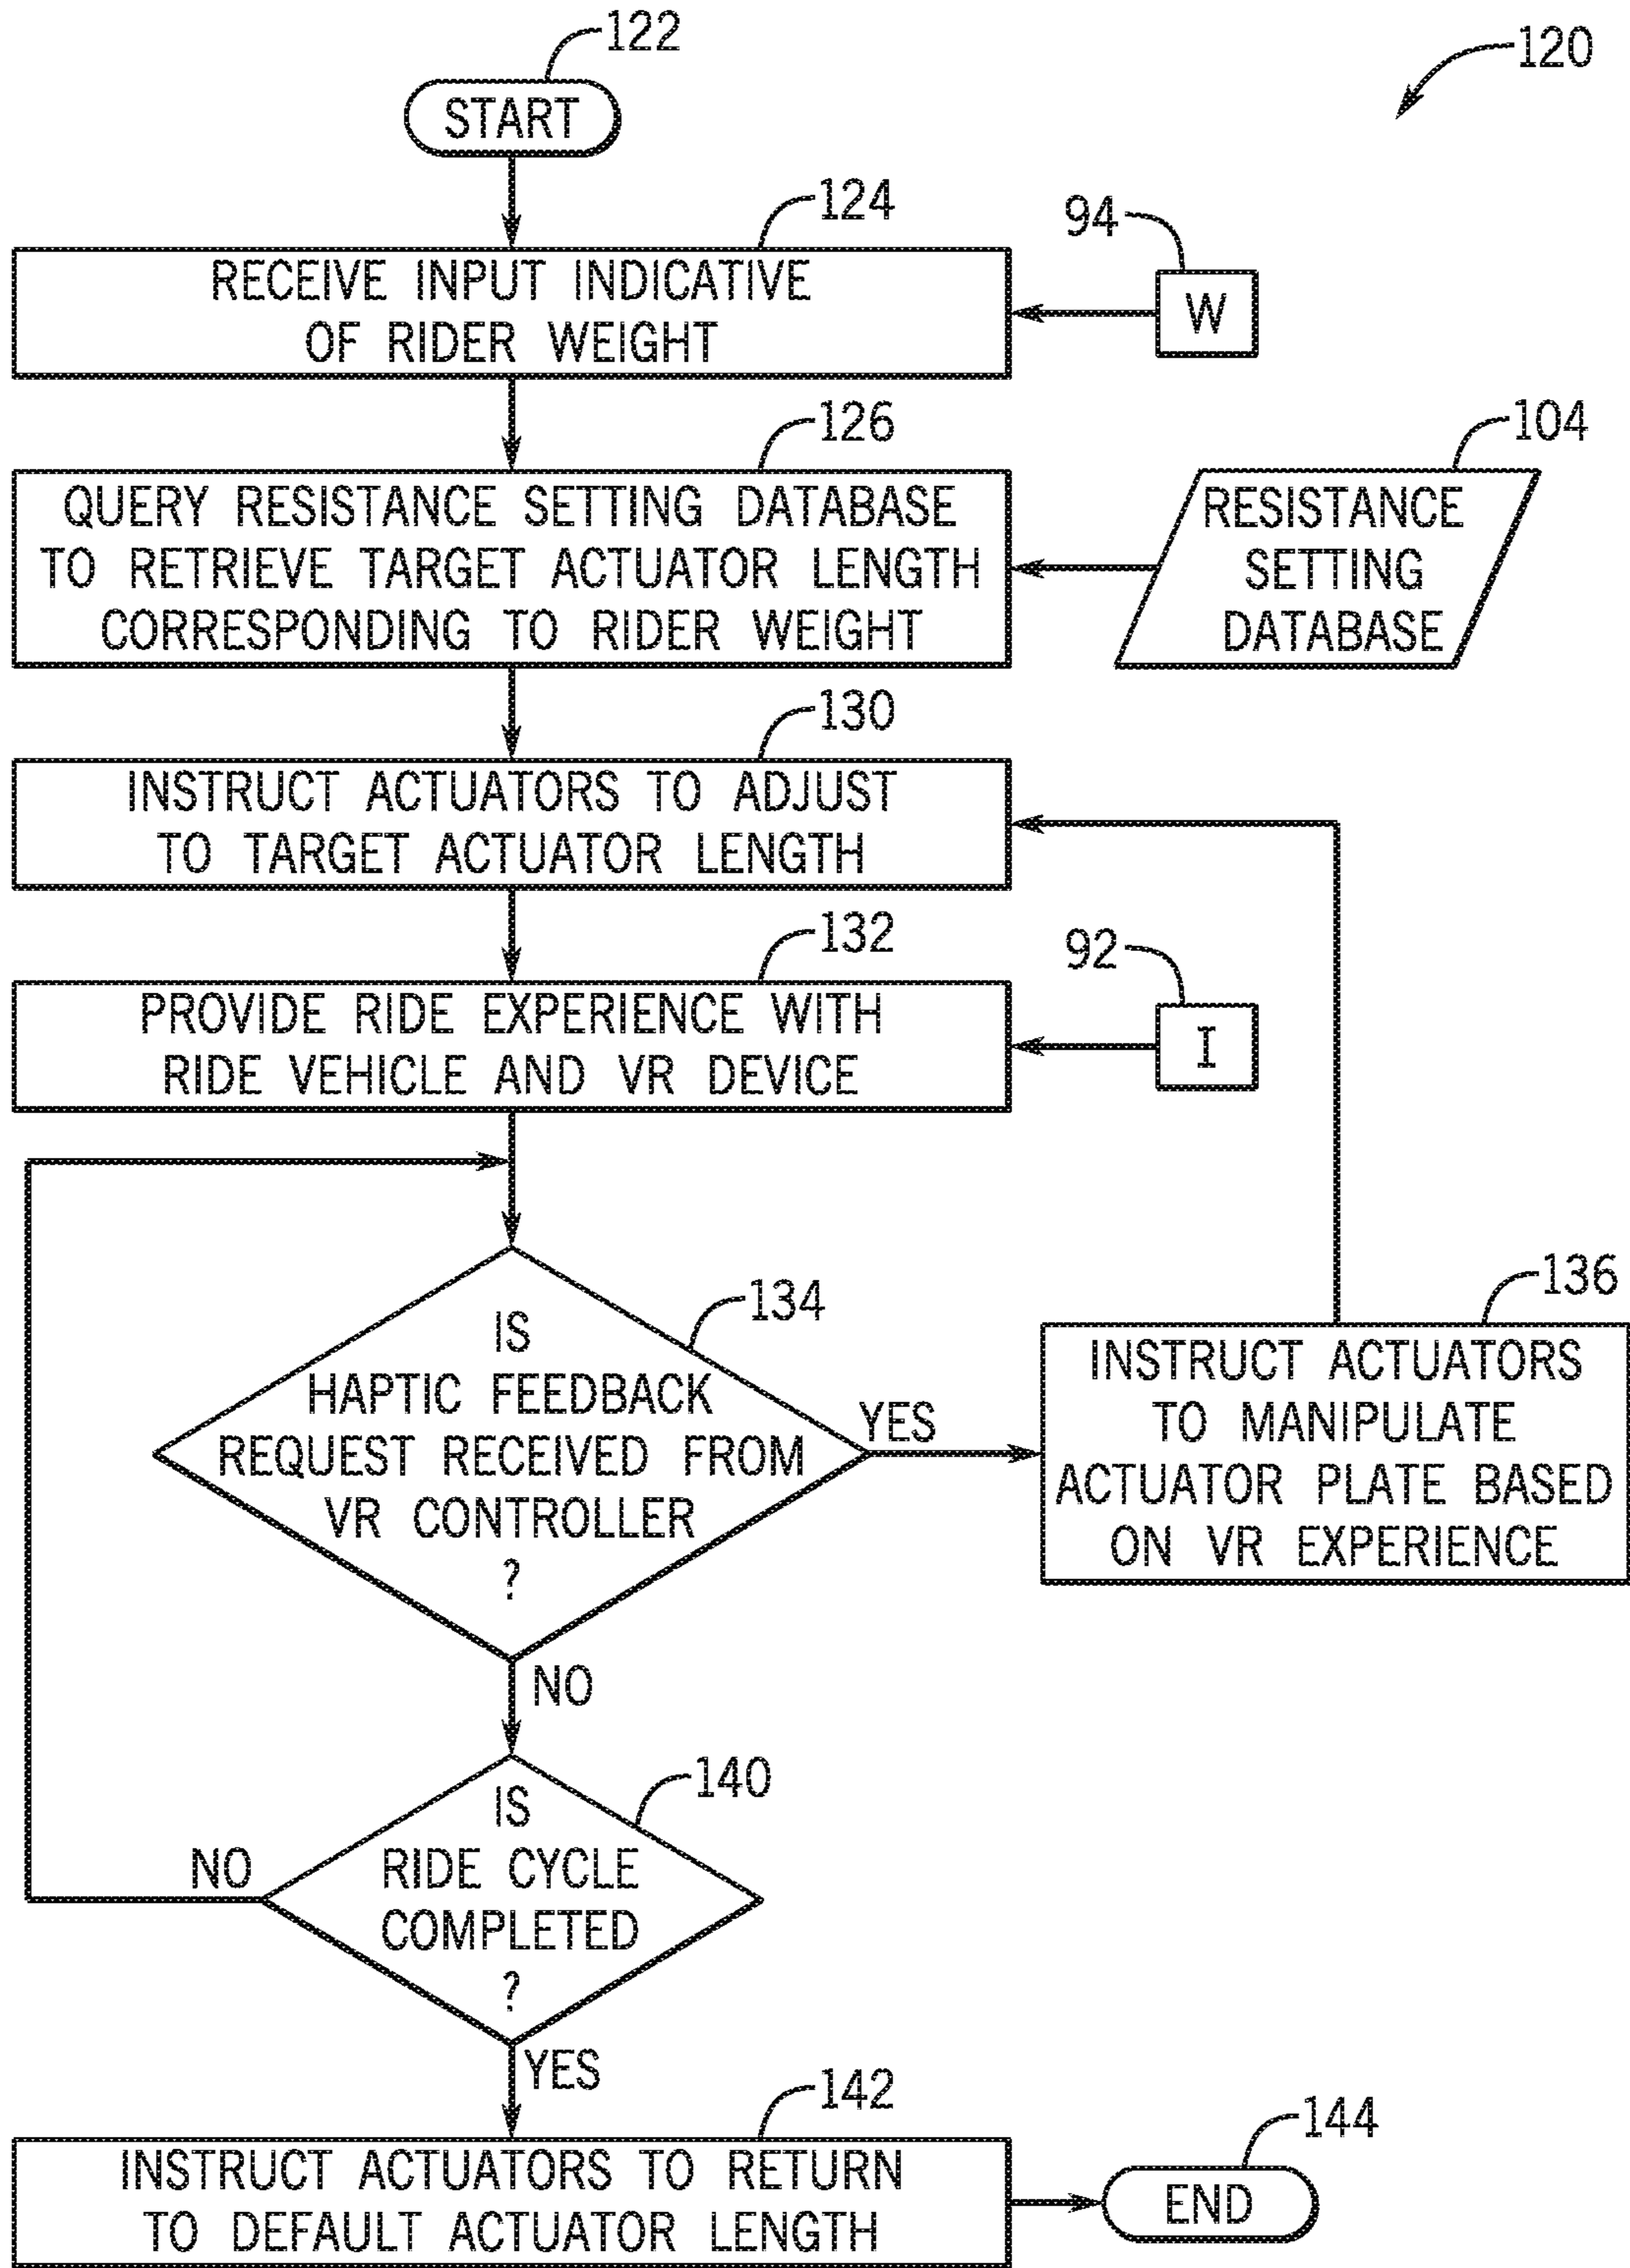 122
120
START
124
94
RECEIVE INPUT INDICATIVE
OF RIDER WEIGHT
W
126
104
QUERY RESISTANCE SETTING DATABASE
TO RETRIEVE TARGET ACTUATOR LENGTH
CORRESPONDING TO RIDER WEIGHT
RESISTANCE
SETTING
DATABASE
130
INSTRUCT ACTUATORS TO ADJUST
TO TARGET ACTUATOR LENGTH
132
92
PROVIDE RIDE EXPERIENCE WITH
RIDE VEHICLE AND VR DEVICE
I
134
IS
HAPTIC FEEDBACK
REQUEST RECEIVED FROM
VR CONTROLLER
?
YES
136
INSTRUCT ACTUATORS
TO MANIPULATE
ACTUATOR PLATE BASED
ON VR EXPERIENCE
NO
140
IS
RIDE CYCLE
COMPLETED
?
NO
YES
142
INSTRUCT ACTUATORS TO RETURN
TO DEFAULT ACTUATOR LENGTH
144
END